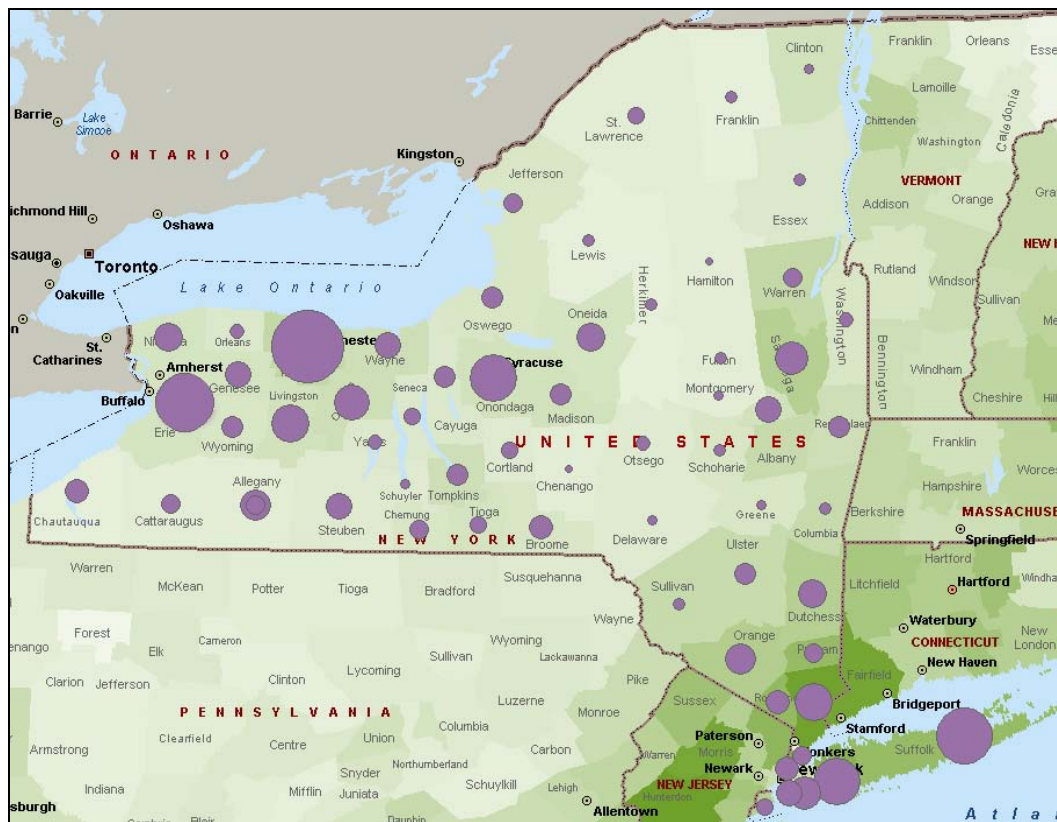 Clinton
Franklin
Orleans
Barrie
Lake
Simcoe
St.
Lawrence
Franklin
Lamoille
Chittenden
Caledonia
Washington
ONTARIO
Kingston
Jefferson
VERMONT
Addison
Orange
Oshawa
Essex
Lewis
Toronto
Hamilton
Rutland
Windsor
Sullivan
Oakville
Lake Ontario
Herkimer
Warren
Washington
Oswego
Oneida
St.
Catharines
Orleans
Wayne
Syracuse
Fulton
Bennington
Amherst
Genesee
Livingston
Seneca
Montgomery
Windham
Buffalo
Onondaga
Madison
Cheshire
Erie
Wyoming
Yates
Cayuga
UNITED STATES
Cortland
Otsego
Schoharie
Albany
Franklin
Chenango
Hampshire
Allegany
Schuyler
Tompkins
Chautauqua
Cattaraugus
Steuben
Chemung
Tioga
Greene
Columbia
Berkshire
NEW YORK
Broome
Delaware
Springfield
Ulster
Hartford
Warren
McKean
Potter
Tioga
Bradford
Susquehanna
Sullivan
Litchfield
Hartford
Wayne
Dutchess
Waterbury
Forest
Elk
Cameron
Wyoming
Lackawanna
Orange
Putnam
CONNECTICUT
New
London
New Haven
Clarion
Jefferson
Clinton
Lycoming
Sullivan
Pike
Fairfield
Luzerne
Sussex
Bridgeport
PENNSYLVANIA
Monroe
Columbia
Stamford
Armstrong
Clearfield
Centre
Union
Carbon
Warren
Morris
Paterson
Suffolk
Northumberland
Snyder
Newark
Indiana
Mifflin
Juniata
Schuylkill
Lehigh
NEW JERSEY
Hunterdon
Allentown
Blair
Dauphin